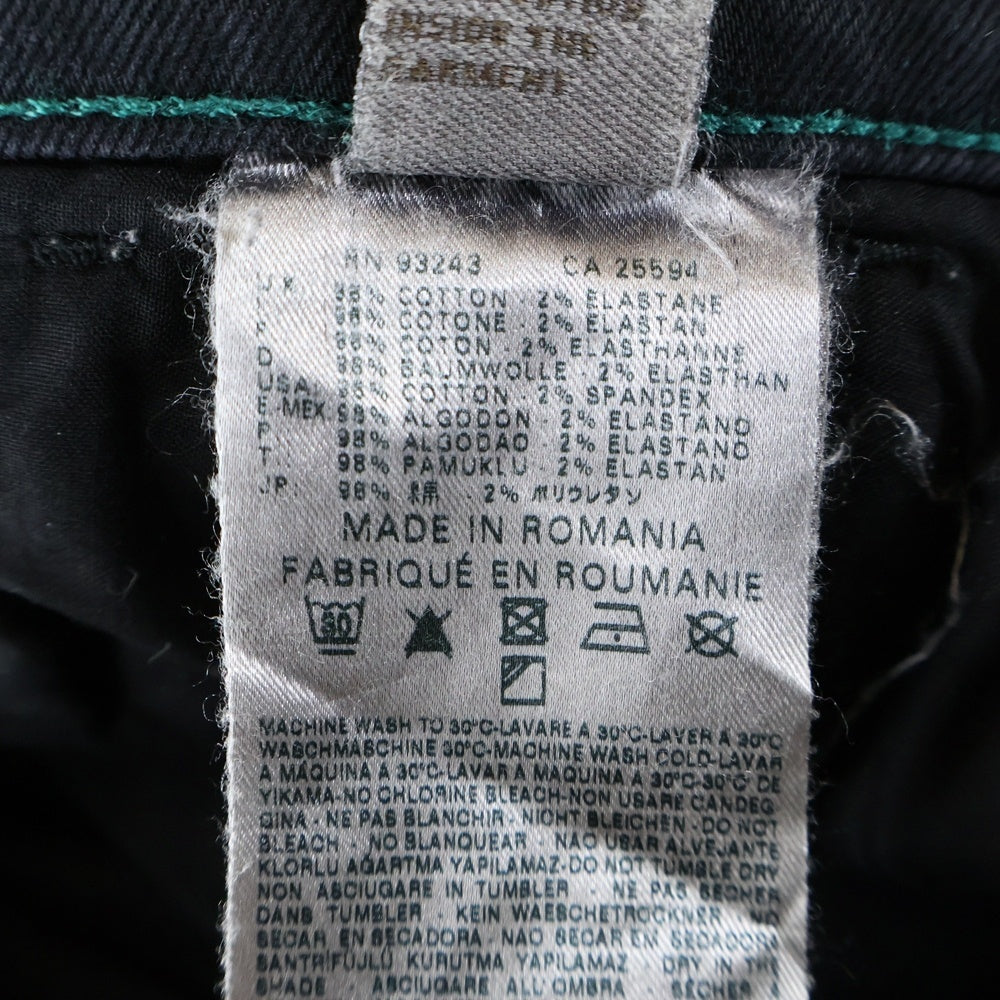 INSIDE THE
GARMENT
RN 93243 CA 25594
U.K. 98% COTTON - 2% ELASTANE
I. 98% COTONE - 2% ELASTAN
F. 98% COTON - 2% ELASTHANNE
D. 98% BAUMWOLLE - 2% ELASTHAN
USA. 98% COTTON - 2% SPANDEX
E-MEX. 98% ALGODON - 2% ELASTANO
P. 98% ALGODAO - 2% ELASTANO
T. 98% PAMUKLU - 2% ELASTAN
JP. 98% 綿 - 2% ポリウレタン
MADE IN ROMANIA
FABRIQUÉ EN ROUMANIE
30
MACHINE WASH TO 30°C-LAVARE A 30°C-LAVER A 30°C
WASCHMASCHINE 30°C-MACHINE WASH COLD-LAVAR
A MÁQUINA A 30°C-LAVAR A MAQUINA A 30°C-30°C DE
YIKAMA-NO CHLORINE BLEACH-NON USARE CANDEG
GINA - NE PAS BLANCHIR - NICHT BLEICHEN - DO NOT
BLEACH - NO BLANQUEAR - NAO USAR ALVEJANTE
KLORLU AGARTMA YAPILAMAZ-DO NOT TUMBLE DRY
NON ASCIUGARE IN TUMBLER - NE PAS SECHER
DANS TUMBLER - KEIN WAESCHETROCKNER - NO
SECAR EN SECADORA - NAO SECAR EM SECADORA
SANTRİFÜJLÜ KURUTMA YAPILAMAZ - DRY IN THE
SHADE - ASCIUGARE ALL'OMBRA - SECHER